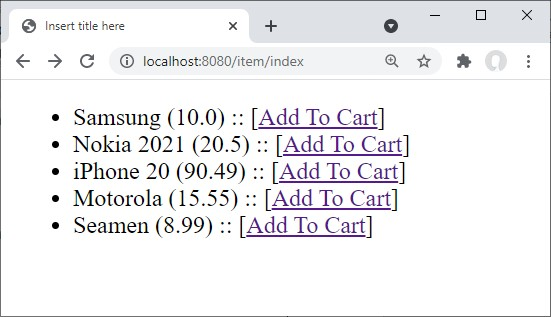 Insert title here
localhost:8080/item/index
Samsung (10.0) :: [Add To Cart]
Nokia 2021 (20.5) :: [Add To Cart]
iPhone 20 (90.49) :: [Add To Cart]
Motorola (15.55) :: [Add To Cart]
Seamen (8.99) :: [Add To Cart]